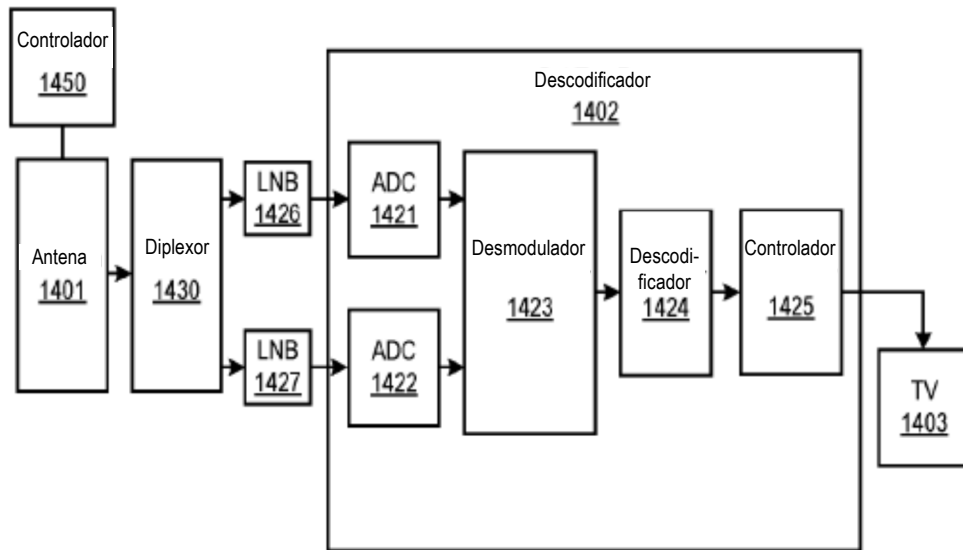 Controlador
1450
Descodificador
1402
Antena
1401
Diplexor
1430
LNB
1426
LNB
1427
ADC
1421
ADC
1422
Desmodulador
1423
Descodi-
ficador
1424
Controlador
1425
TV
1403